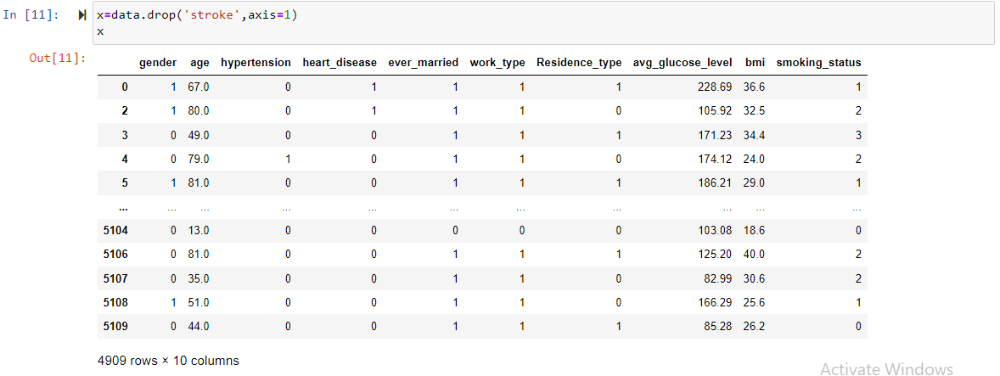 In [11]: x=data.drop('stroke',axis=1)
x
Out[11]:
gender age hypertension heart_disease ever_married work_type Residence_type avg_glucose_level bmi smoking_status
0 1 67.0 0 1 1 1 1 228.69 36.6 1
2 1 80.0 0 1 1 1 0 105.92 32.5 2
3 0 49.0 0 0 1 1 1 171.23 34.4 3
4 0 79.0 1 0 1 1 0 174.12 24.0 2
5 1 81.0 0 0 1 1 1 186.21 29.0 1
... ... ... ... ... ... ... ... ... ... ...
5104 0 13.0 0 0 0 0 0 103.08 18.6 0
5106 0 81.0 0 0 1 1 1 125.20 40.0 2
5107 0 35.0 0 0 1 1 0 82.99 30.6 2
5108 1 51.0 0 0 1 1 0 166.29 25.6 1
5109 0 44.0 0 0 1 1 1 85.28 26.2 0
4909 rows × 10 columns
Activate Windows